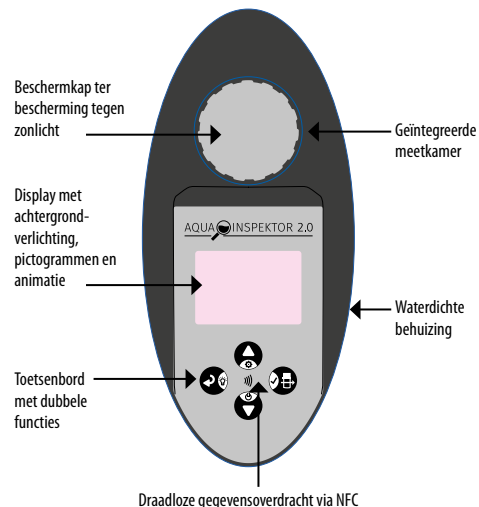 Beschermkap ter
bescherming tegen
zonlicht
Geïntegreerde
meetkamer
Display met
achtergrond-
verlichting,
pictogrammen en
animatie
AQUA INSPEKTOR 2.0
Waterdichte
behuizing
Toetsenbord
met dubbele
functies
Draadloze gegevensoverdracht via NFC